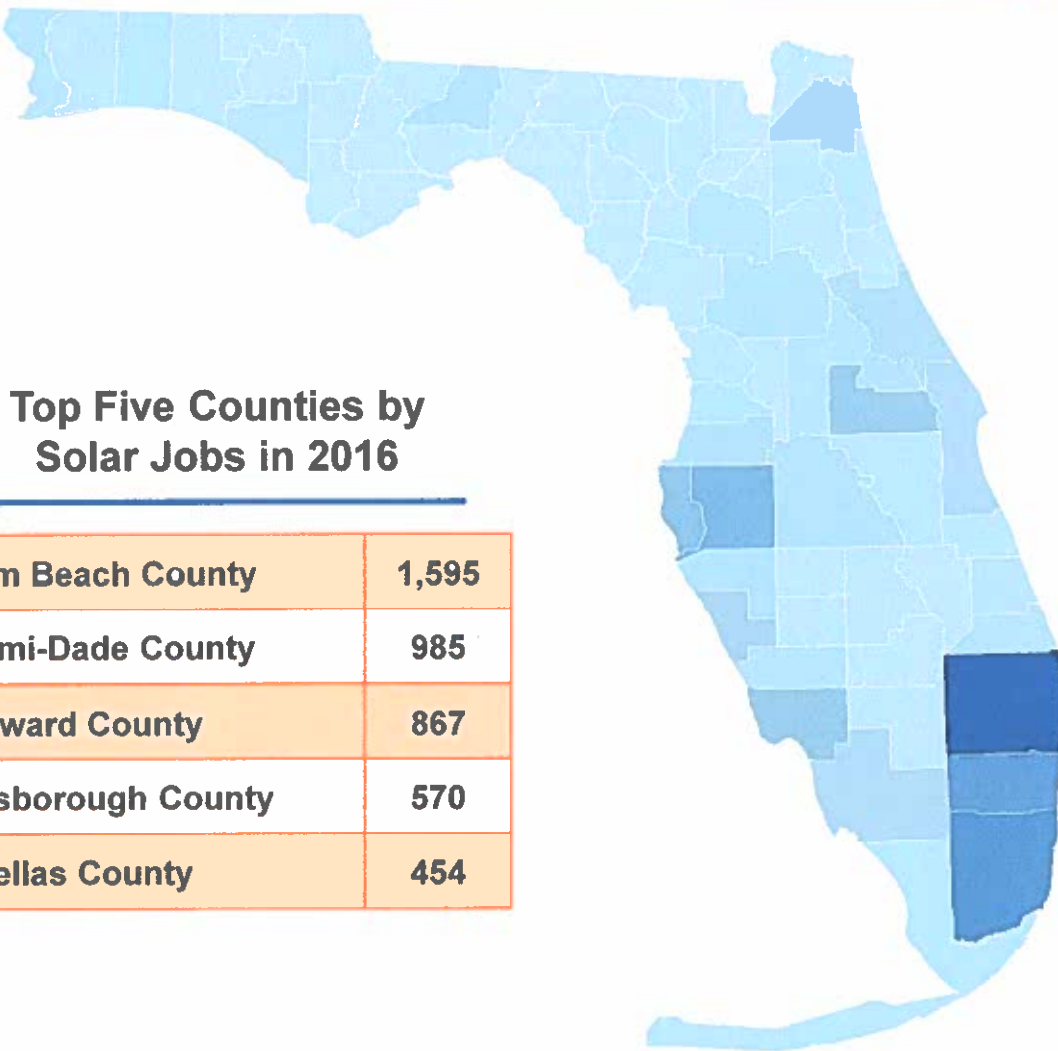 Top Five Counties by
Solar Jobs in 2016
m Beach County 1,595
mi-Dade County 985
ward County 867
sborough County 570
ellas County 454